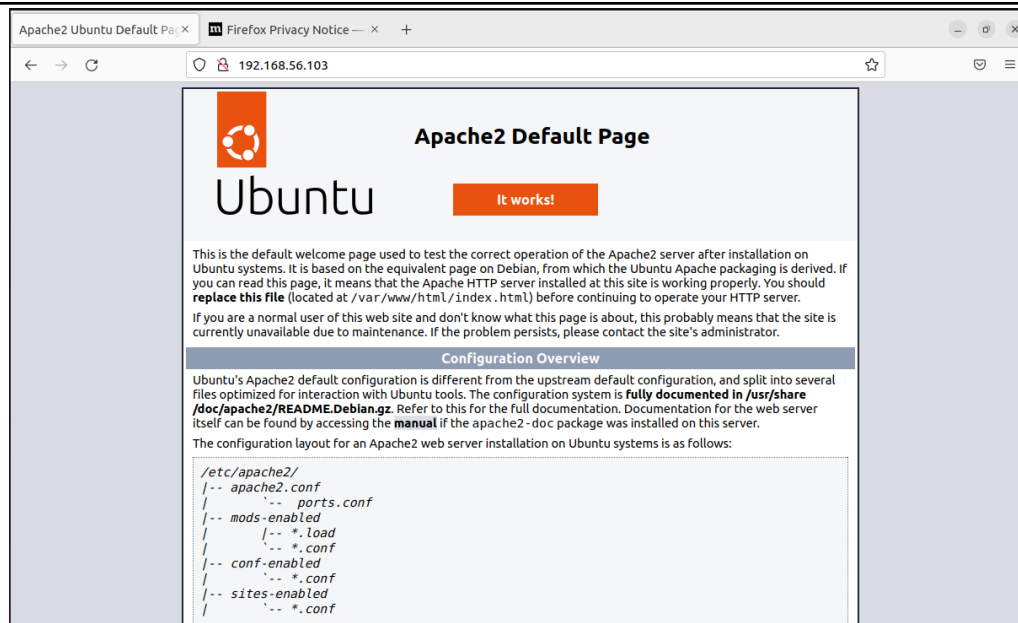 Apache2 Ubuntu Default Pag
Firefox Privacy Notice —
192.168.56.103
Apache2 Default Page
Ubuntu
It works!
This is the default welcome page used to test the correct operation of the Apache2 server after installation on
Ubuntu systems. It is based on the equivalent page on Debian, from which the Ubuntu Apache packaging is derived. If
you can read this page, it means that the Apache HTTP server installed at this site is working properly. You should
replace this file (located at /var/www/html/index.html) before continuing to operate your HTTP server.
If you are a normal user of this web site and don't know what this page is about, this probably means that the site is
currently unavailable due to maintenance. If the problem persists, please contact the site's administrator.
Configuration Overview
Ubuntu's Apache2 default configuration is different from the upstream default configuration, and split into several
files optimized for interaction with Ubuntu tools. The configuration system is fully documented in /usr/share
/doc/apache2/README.Debian.gz. Refer to this for the full documentation. Documentation for the web server
itself can be found by accessing the manual if the apache2-doc package was installed on this server.
The configuration layout for an Apache2 web server installation on Ubuntu systems is as follows:
/etc/apache2/
|-- apache2.conf
|       `--  ports.conf
|-- mods-enabled
|       |-- *.load
|       `-- *.conf
|-- conf-enabled
|       `-- *.conf
|-- sites-enabled
|       `-- *.conf